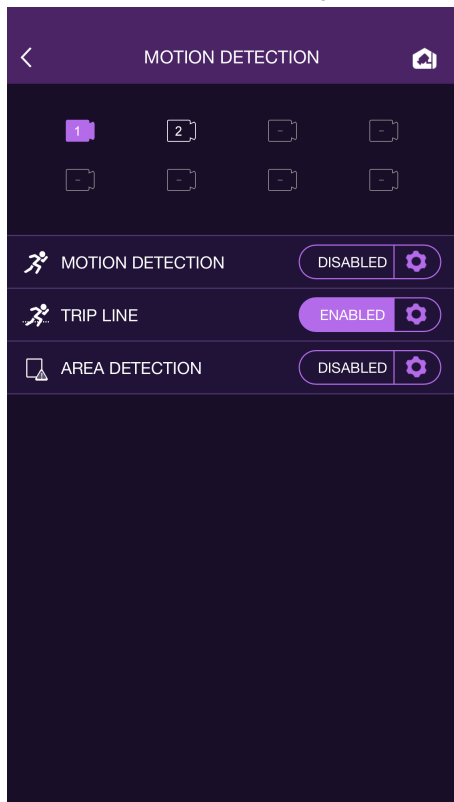 MOTION DETECTION
1 2 - -
- - - -
MOTION DETECTION DISABLED
TRIP LINE ENABLED
AREA DETECTION DISABLED